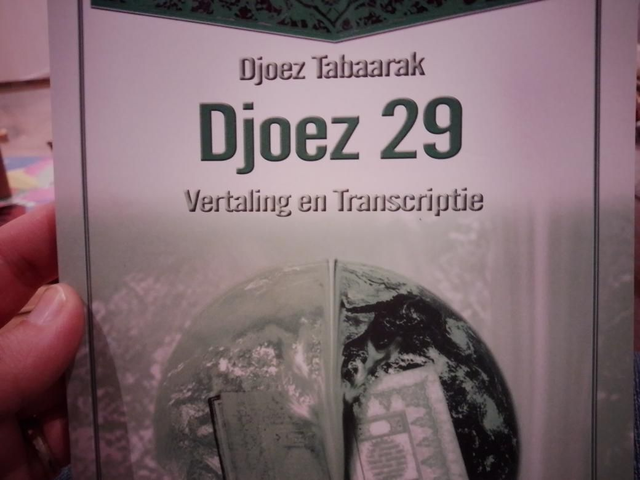 Djoez Tabaarak
Djoez 29
Vertaling en Transcriptie